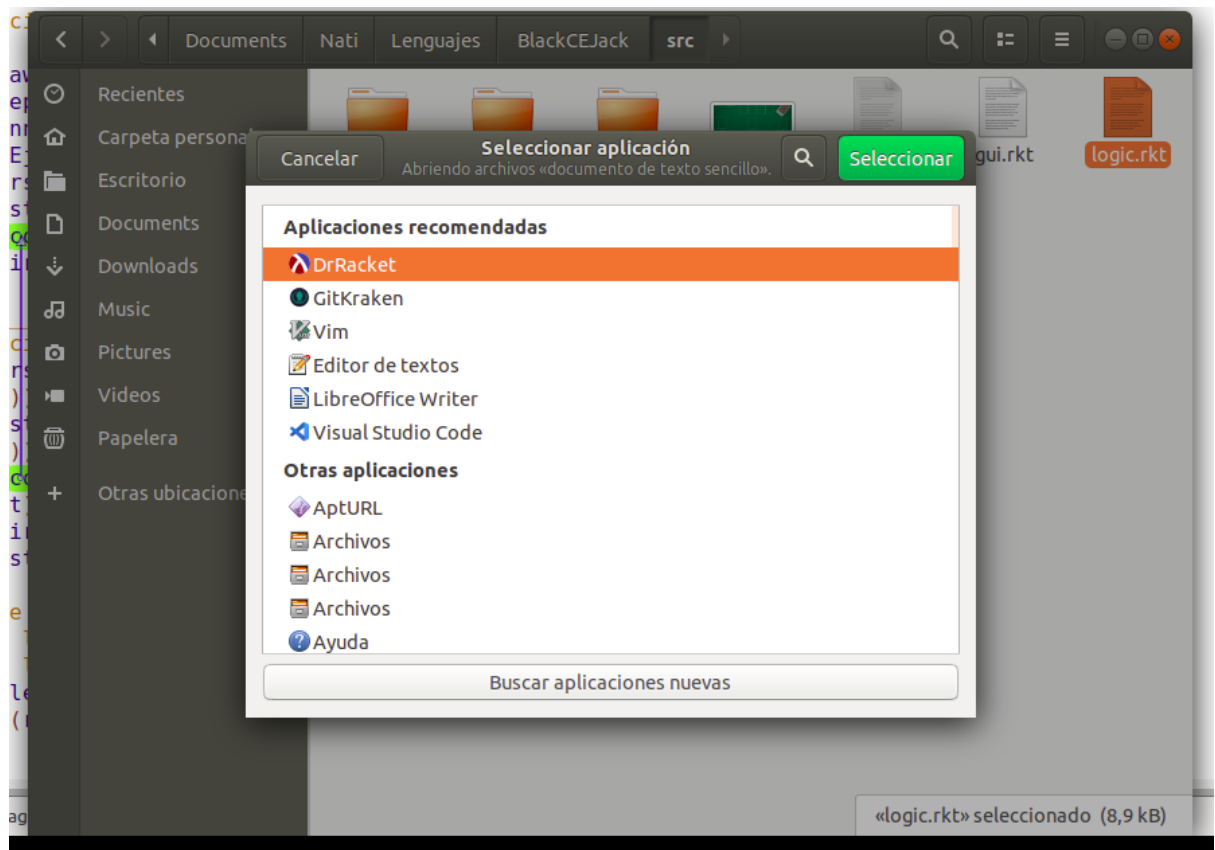 Documents Nati Lenguajes BlackCEJack src
Recientes
Carpeta persona
Escritorio
Documents
Downloads
Music
Pictures
Videos
Papelera
Otras ubicacione
gui.rkt
logic.rkt
Cancelar
Seleccionar aplicación
Abriendo archivos «documento de texto sencillo».
Seleccionar
Aplicaciones recomendadas
DrRacket
GitKraken
Vim
Editor de textos
LibreOffice Writer
Visual Studio Code
Otras aplicaciones
AptURL
Archivos
Archivos
Archivos
Ayuda
Buscar aplicaciones nuevas
«logic.rkt» seleccionado (8,9 kB)